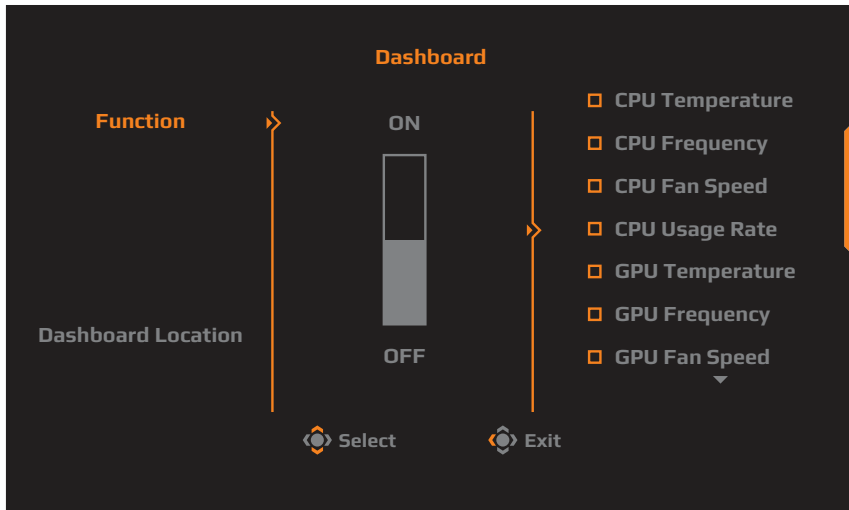 Dashboard
Function
ON
OFF
Dashboard Location
CPU Temperature
CPU Frequency
CPU Fan Speed
CPU Usage Rate
GPU Temperature
GPU Frequency
GPU Fan Speed
Select
Exit